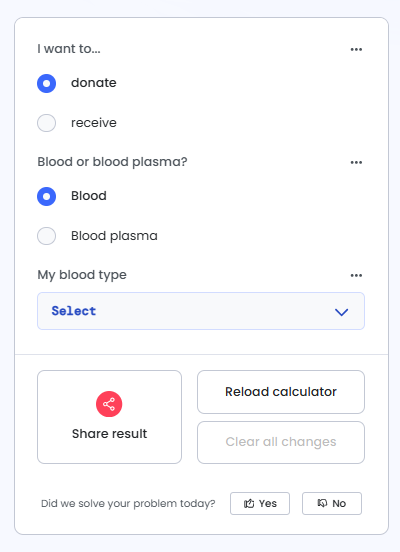 I want to...
donate
receive
Blood or blood plasma?
Blood
Blood plasma
My blood type
Select
Share result
Reload calculator
Clear all changes
Did we solve your problem today?
Yes
No